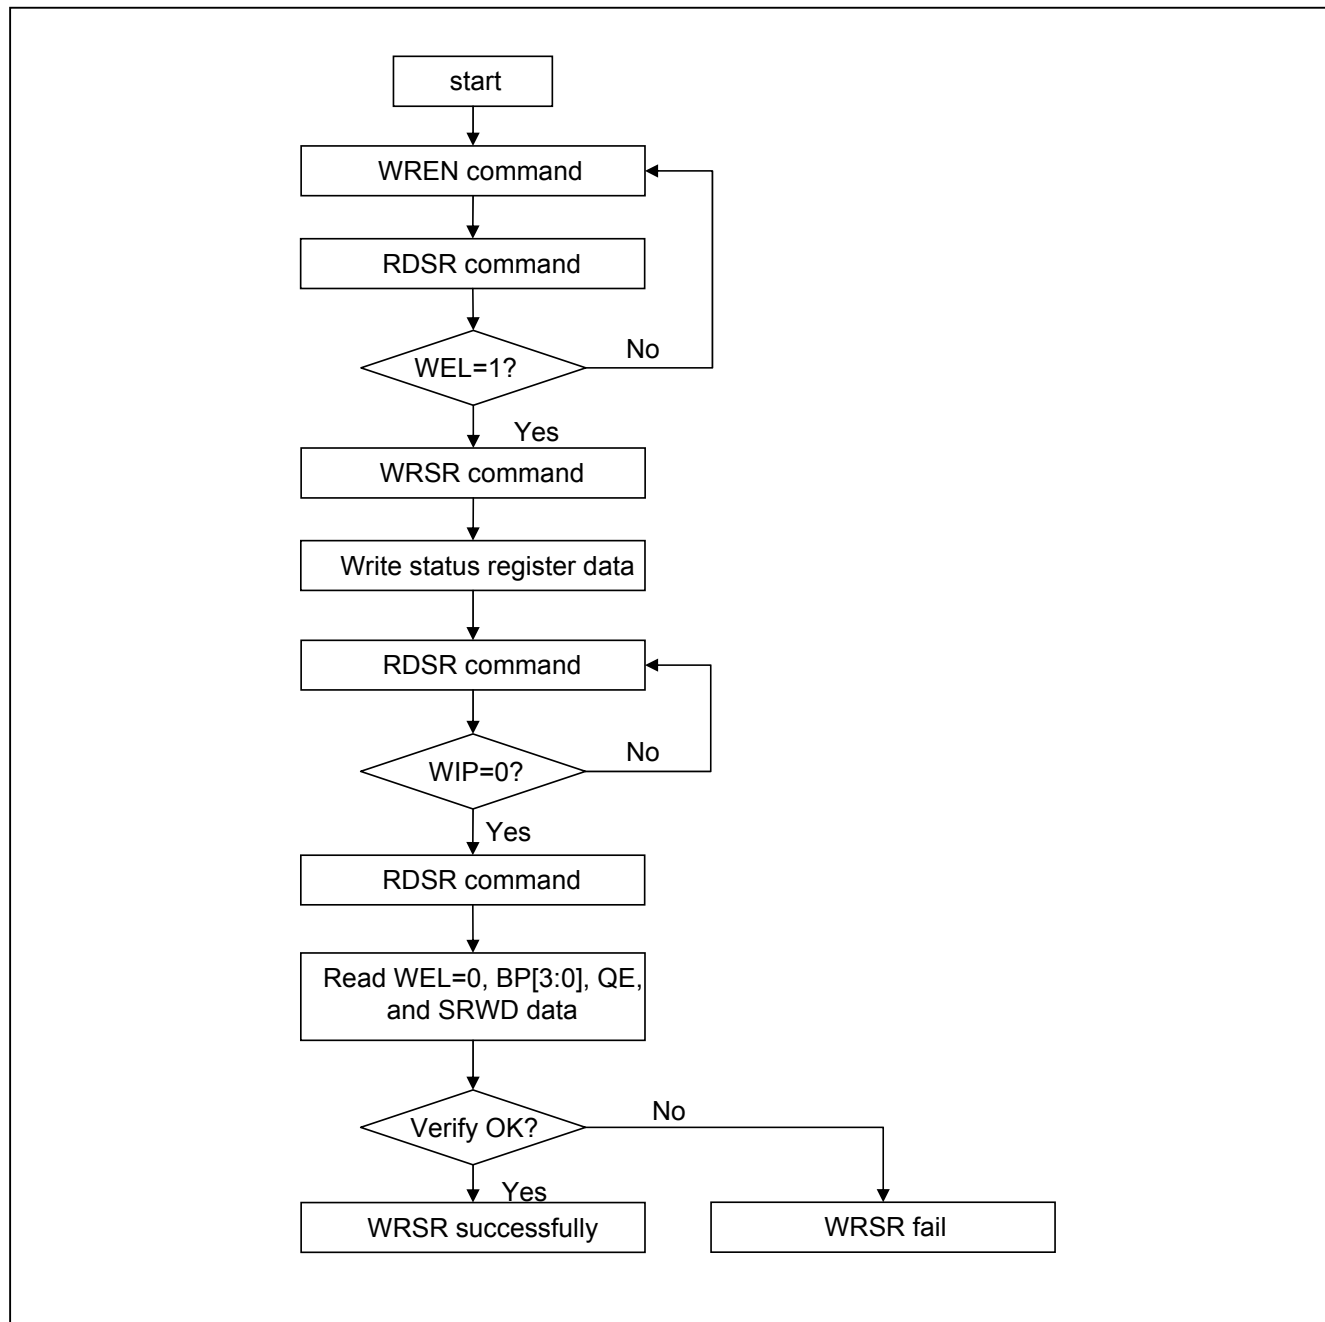 start
WREN command
RDSR command
WEL=1?
No
Yes
WRSR command
Write status register data
RDSR command
WIP=0?
No
Yes
RDSR command
Read WEL=0, BP[3:0], QE,
and SRWD data
Verify OK?
No
Yes
WRSR successfully
WRSR fail